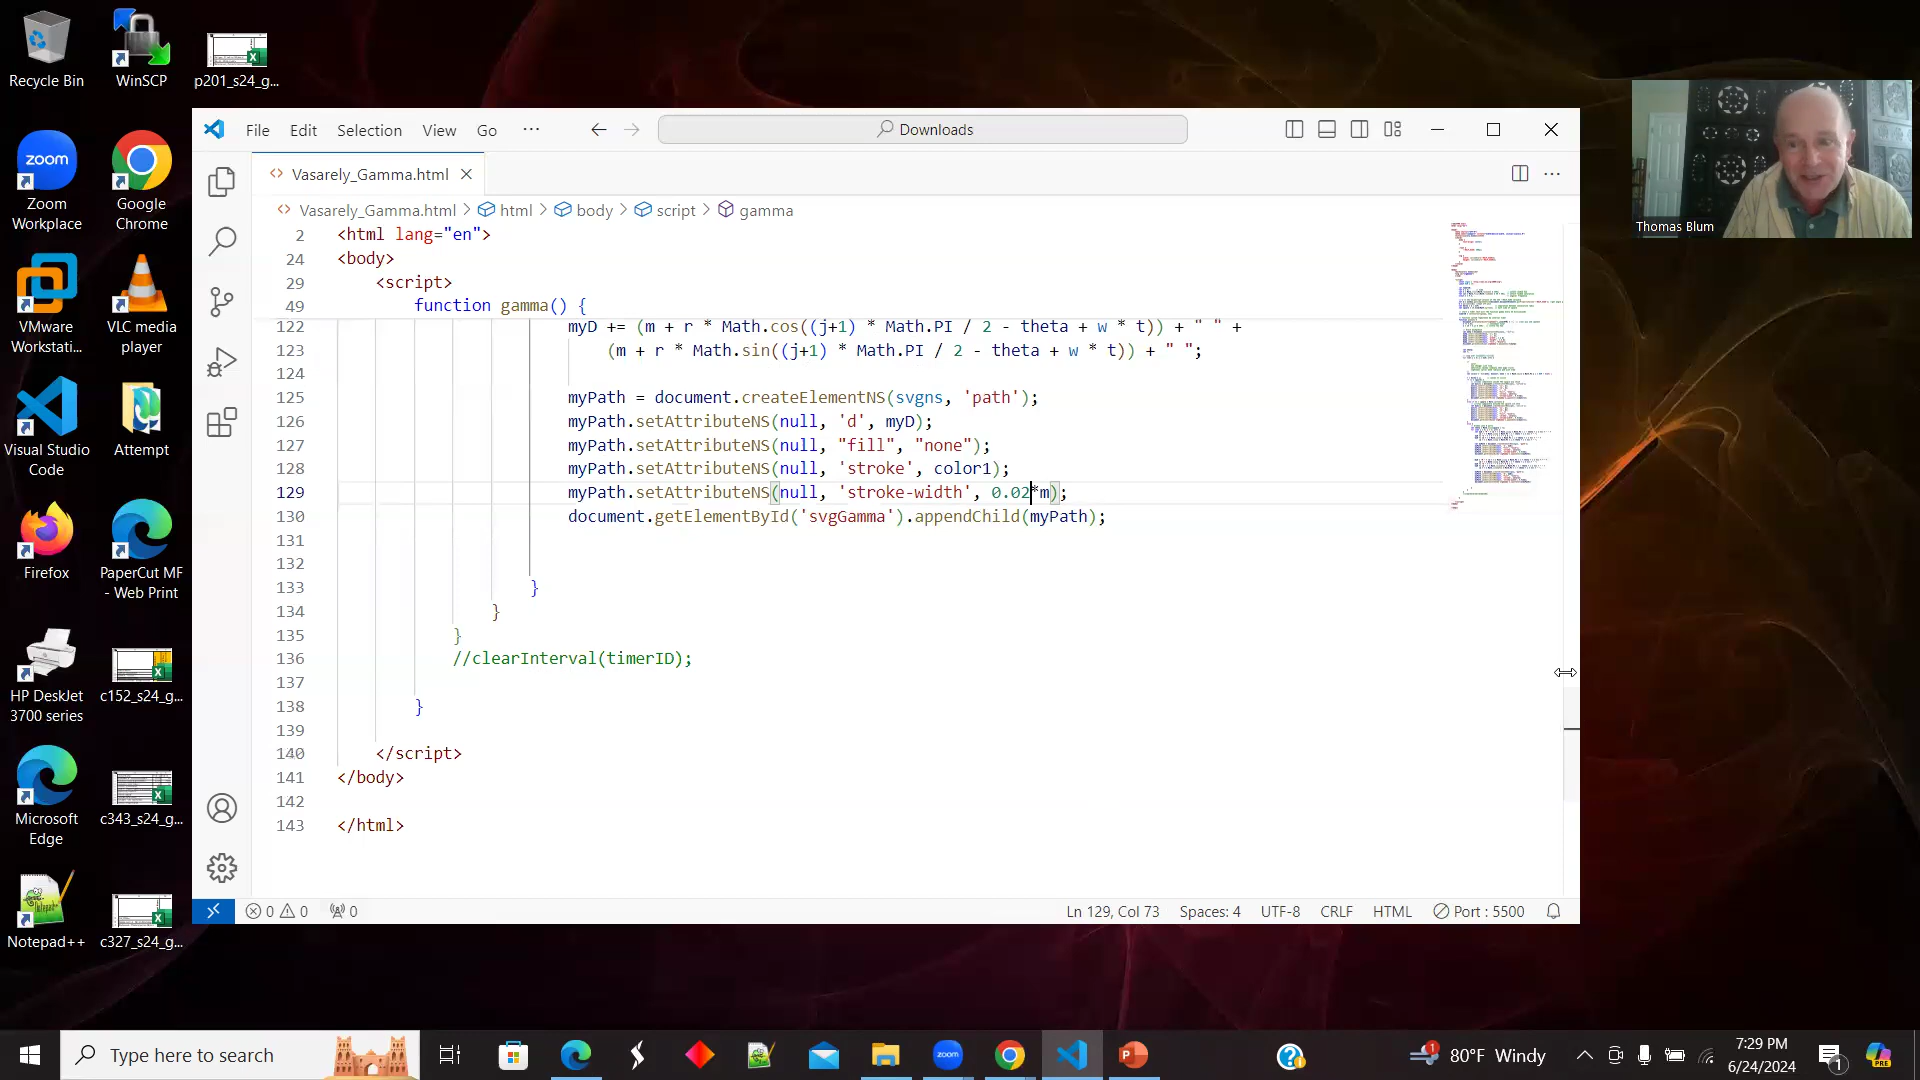 Recycle Bin
WinSCP
p201_s24_g...
Zoom
Workplace
Google
Chrome
VMware
Workstati...
VLC media
player
Visual Studio
Code
Attempt
Firefox
PaperCut MF
- Web Print
HP DeskJet
3700 series
c152_s24_g...
Microsoft
Edge
c343_s24_g...
Notepad++
c327_s24_g...
zoom
File Edit Selection View Go ···
Downloads
Vasarely_Gamma.html
Vasarely_Gamma.html > html > body > script > gamma
2 <html lang="en">
24 <body>
29 <script>
49 function gamma() {
122 myD += (m + r * Math.cos((j+1) * Math.PI / 2 - theta + w * t)) + " " +
123 (m + r * Math.sin((j+1) * Math.PI / 2 - theta + w * t)) + " ";
124
125 myPath = document.createElementNS(svgns, 'path');
126 myPath.setAttributeNS(null, 'd', myD);
127 myPath.setAttributeNS(null, "fill", "none");
128 myPath.setAttributeNS(null, 'stroke', color1);
129 myPath.setAttributeNS(null, 'stroke-width', 0.02*m);
130 document.getElementById('svgGamma').appendChild(myPath);
131
132
133 }
134 }
135 }
136 //clearInterval(timerID);
137
138 }
139
140 </script>
141 </body>
142
143 </html>
0 0 0
Ln 129, Col 73 Spaces: 4 UTF-8 CRLF HTML Port : 5500
Thomas Blum
Type here to search
zoom
1
80°F Windy
7:29 PM
6/24/2024
1
PRE